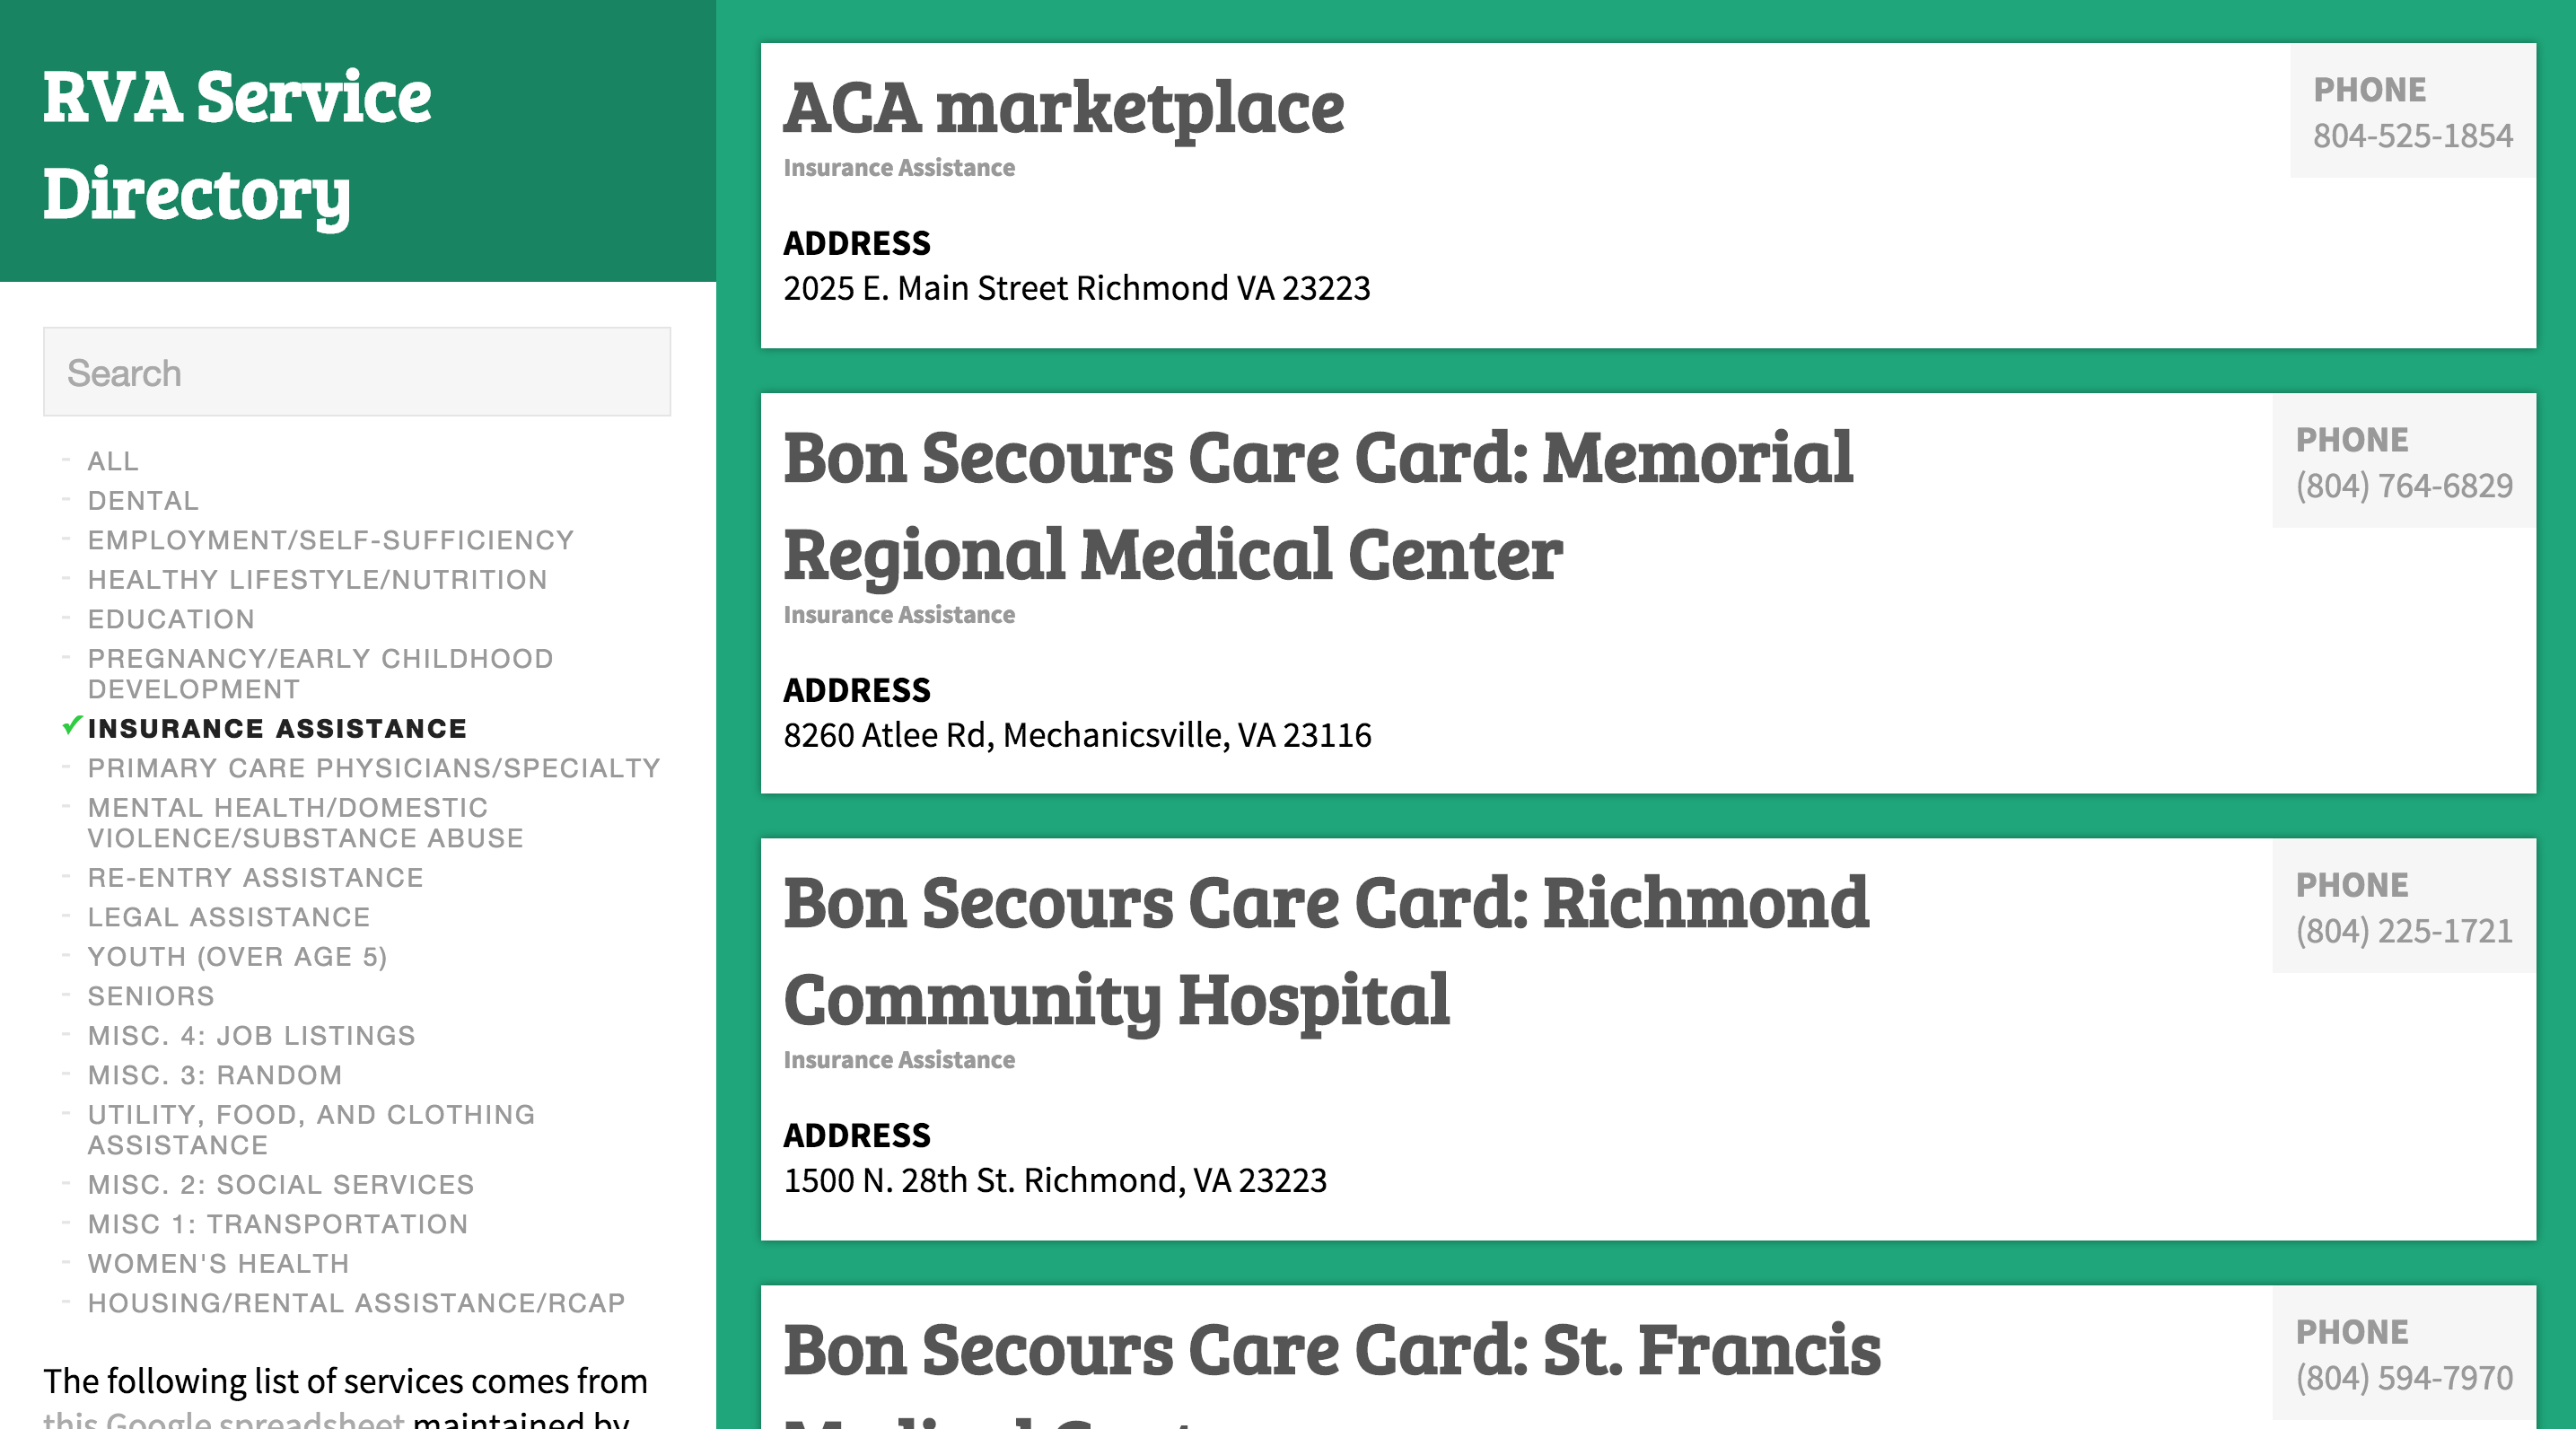 RVA Service
Directory
Search
- ALL
- DENTAL
- EMPLOYMENT/SELF-SUFFICIENCY
- HEALTHY LIFESTYLE/NUTRITION
- EDUCATION
- PREGNANCY/EARLY CHILDHOOD
DEVELOPMENT
✓INSURANCE ASSISTANCE
- PRIMARY CARE PHYSICIANS/SPECIALTY
- MENTAL HEALTH/DOMESTIC
VIOLENCE/SUBSTANCE ABUSE
- RE-ENTRY ASSISTANCE
- LEGAL ASSISTANCE
- YOUTH (OVER AGE 5)
- SENIORS
- MISC. 4: JOB LISTINGS
- MISC. 3: RANDOM
- UTILITY, FOOD, AND CLOTHING
ASSISTANCE
- MISC. 2: SOCIAL SERVICES
- MISC 1: TRANSPORTATION
- WOMEN'S HEALTH
- HOUSING/RENTAL ASSISTANCE/RCAP
The following list of services comes from
this Google spreadsheet maintained by
ACA marketplace
Insurance Assistance
PHONE
804-525-1854
ADDRESS
2025 E. Main Street Richmond VA 23223
Bon Secours Care Card: Memorial
Regional Medical Center
Insurance Assistance
PHONE
(804) 764-6829
ADDRESS
8260 Atlee Rd, Mechanicsville, VA 23116
Bon Secours Care Card: Richmond
Community Hospital
Insurance Assistance
PHONE
(804) 225-1721
ADDRESS
1500 N. 28th St. Richmond, VA 23223
Bon Secours Care Card: St. Francis
PHONE
(804) 594-7970